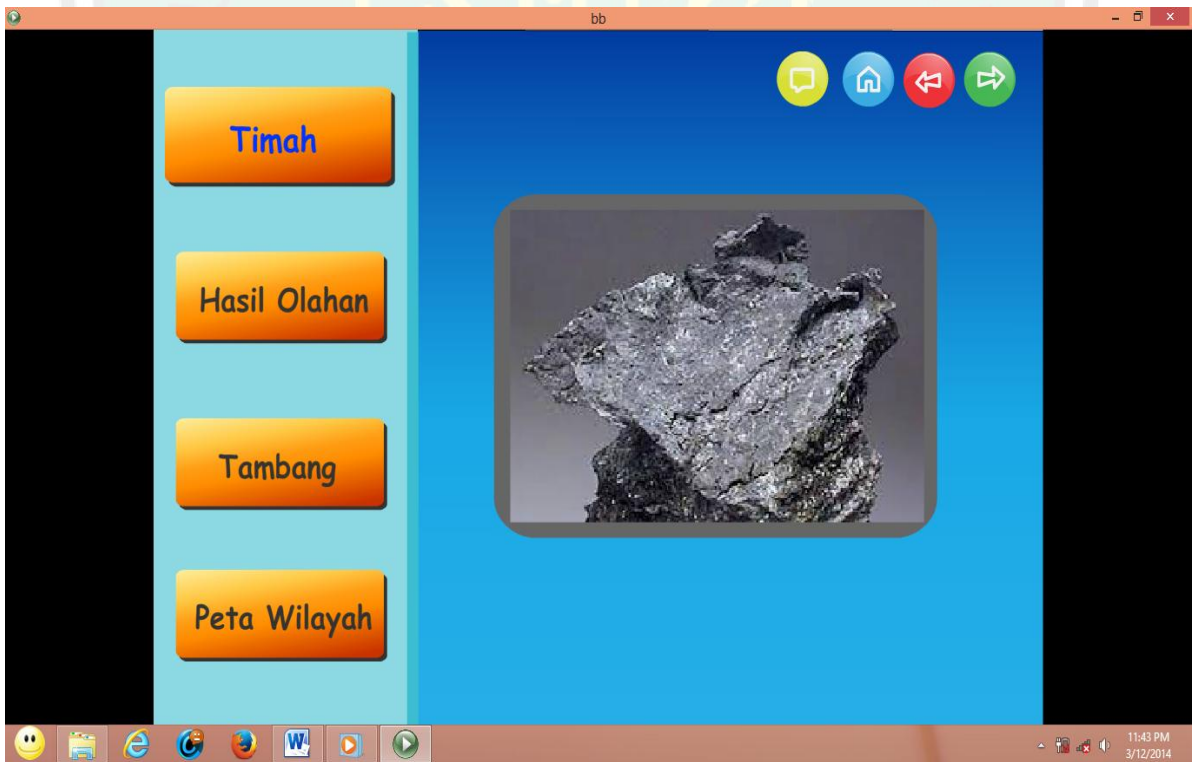 bb
Timah
Hasil Olahan
Tambang
Peta Wilayah
11:43 PM
3/12/2014